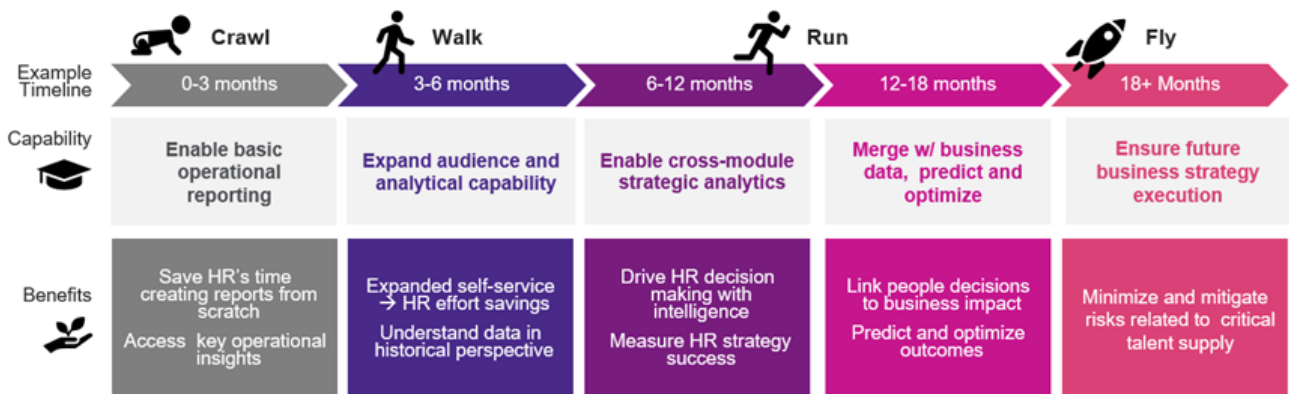 Crawl
Walk
Run
Fly
Example
Timeline
0-3 months
3-6 months
6-12 months
12-18 months
18+ Months
Capability
Enable basic
operational
reporting
Expand audience and
analytical capability
Enable cross-module
strategic analytics
Merge w/ business
data, predict and
optimize
Ensure future
business strategy
execution
Benefits
Save HR's time
creating reports from
scratch
Access key operational
insights
Expanded self-service
→ HR effort savings
Understand data in
historical perspective
Drive HR decision
making with
intelligence
Measure HR strategy
success
Link people decisions
to business impact
Predict and optimize
outcomes
Minimize and mitigate
risks related to critical
talent supply